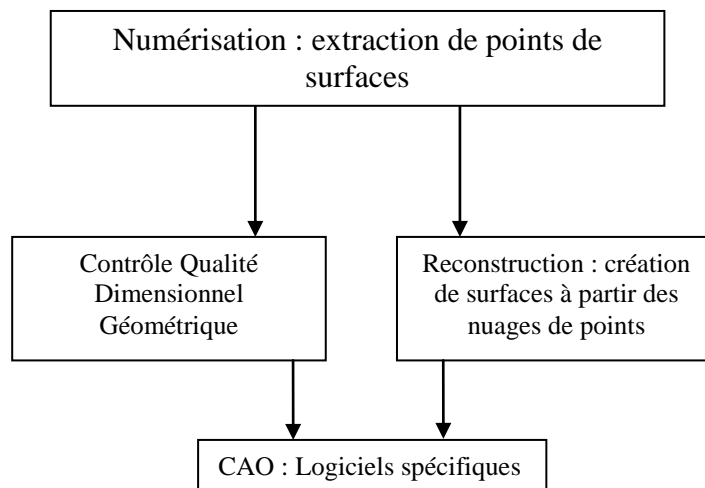 Numérisation : extraction de points de
surfaces
Contrôle Qualité
Dimensionnel
Géométrique
Reconstruction : création
de surfaces à partir des
nuages de points
CAO : Logiciels spécifiques